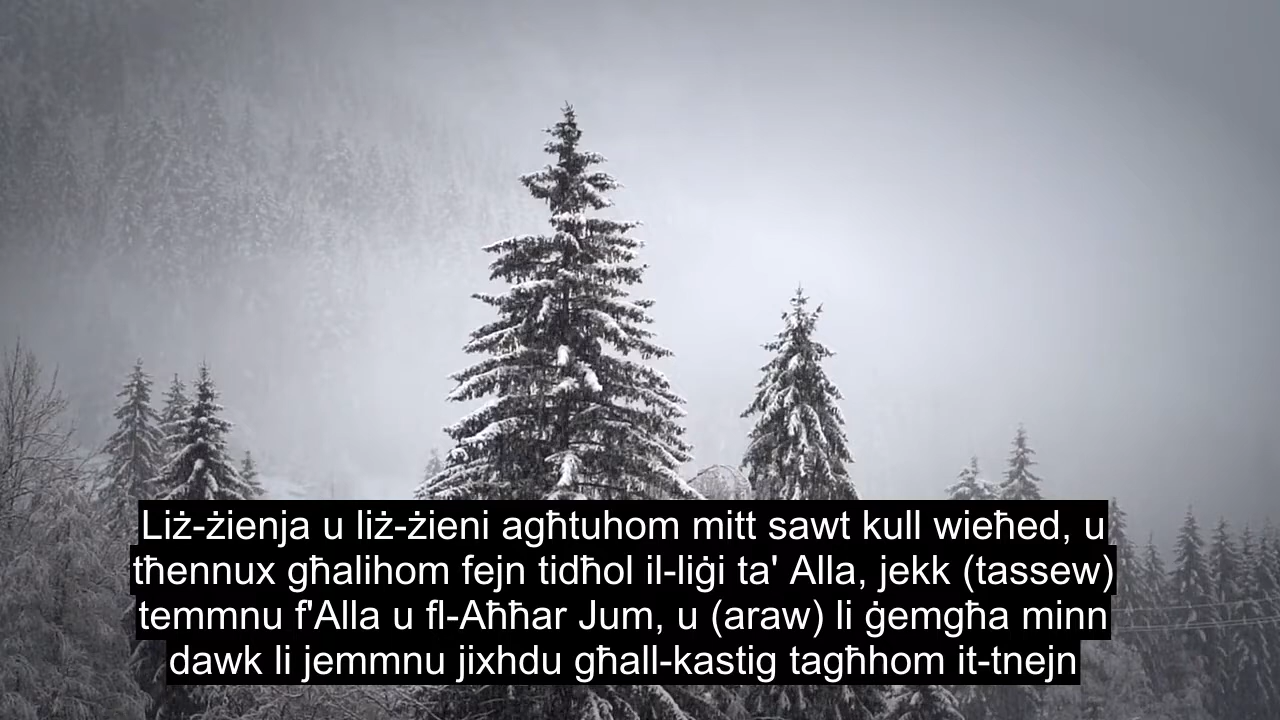 Liż-żienja u liż-żieni agħtuhom mitt sawt kull wieħed, u
tħennux għalihom fejn tidħol il-liġi ta' Alla, jekk (tassew)
temmnu f'Alla u fl-Aħħar Jum, u (araw) li ġemgħa minn
dawk li jemmnu jixhdu għall-kastig tagħhom it-tnejn